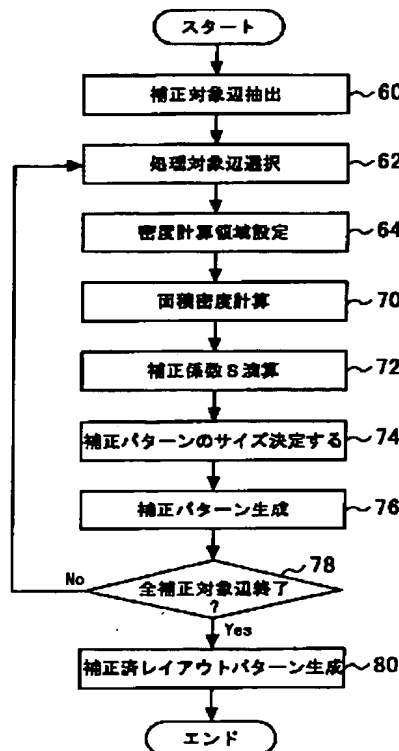 スタート
補正対象辺抽出 60
処理対象辺選択 62
密度計算領域設定 64
面積密度計算 70
補正係数S演算 72
補正パターンのサイズ決定する 74
補正パターン生成 76
78
全補正対象辺終了
?
No
Yes
補正済レイアウトパターン生成 80
エンド